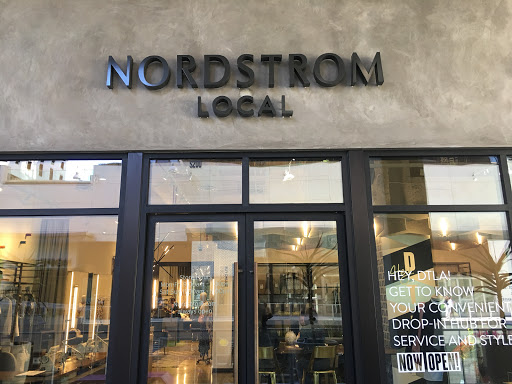 NORDSTROM
LOCAL
HEY, DTLA!
GET TO KNOW
YOUR CONVENIENT
DROP-IN HUB FOR
SERVICE AND STYLE
NOW OPEN!